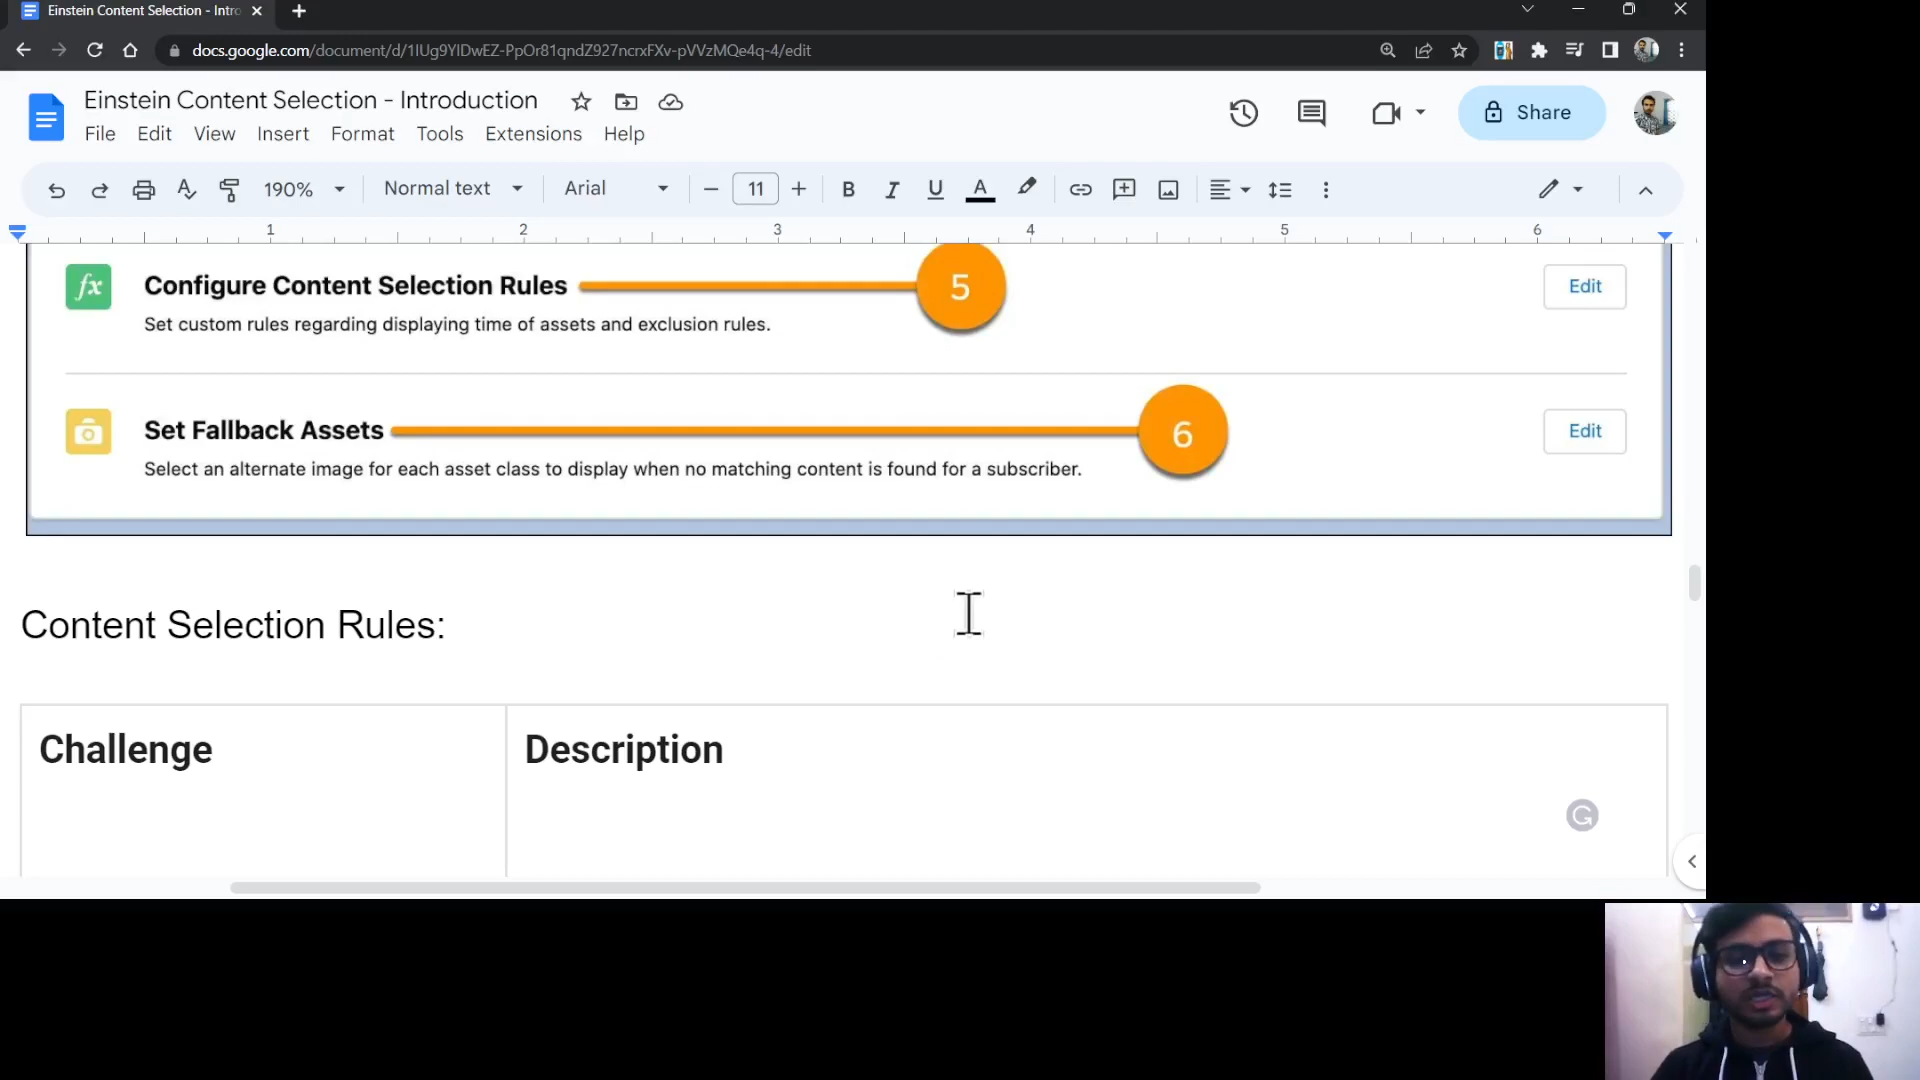 Einstein Content Selection - Intro
docs.google.com/document/d/1IUg9YIDwEZ-PpOr81qndZ927ncrxFXv-pVVzMQe4q-4/edit
Einstein Content Selection - Introduction
File Edit View Insert Format Tools Extensions Help
Share
190% Normal text Arial 11 B I U A
1 2 3 4 5 6
fx Configure Content Selection Rules 5 Edit
Set custom rules regarding displaying time of assets and exclusion rules.
Set Fallback Assets 6 Edit
Select an alternate image for each asset class to display when no matching content is found for a subscriber.
Content Selection Rules:
Challenge Description